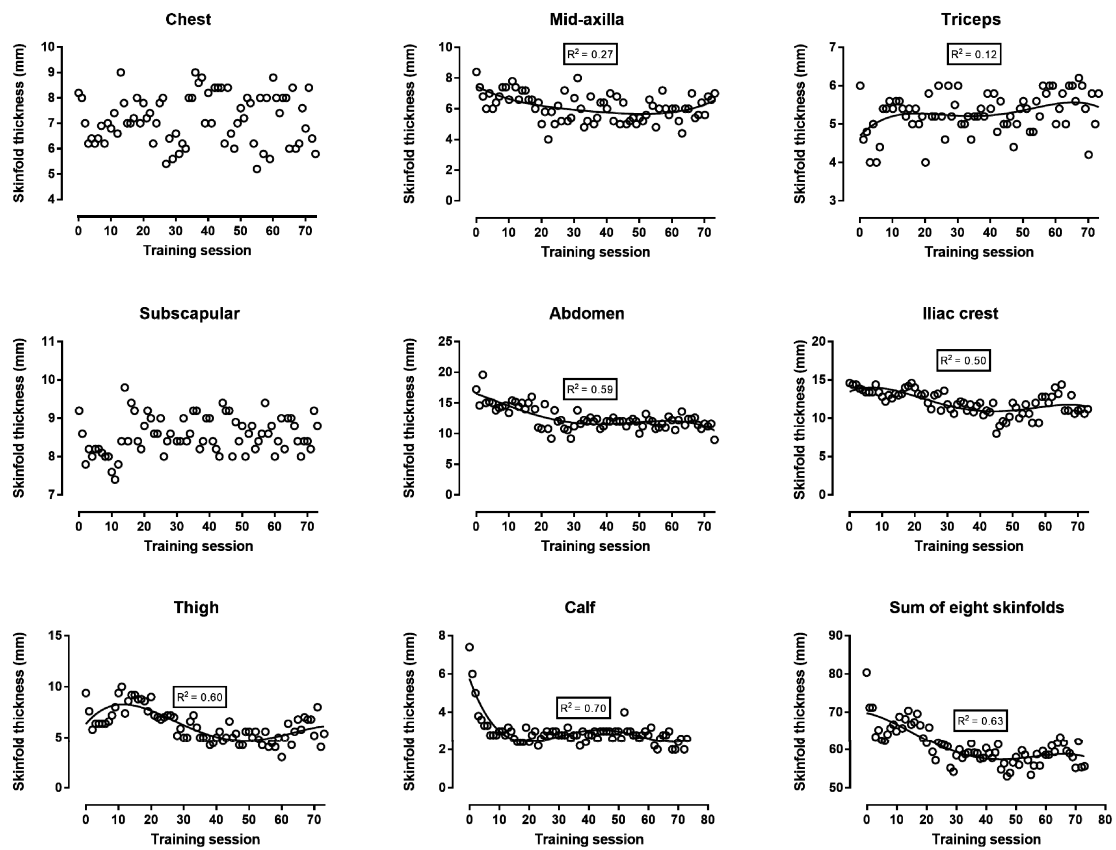 Chest
Skinfold thickness (mm)
10
9
8
7
6
5
4
0 10 20 30 40 50 60 70
Training session
Mid-axilla
Skinfold thickness (mm)
10
8
6
4
2
0
R² = 0.27
0 10 20 30 40 50 60 70
Training session
Triceps
Skinfold thickness (mm)
7
6
5
4
3
R² = 0.12
0 10 20 30 40 50 60 70
Training session
Subscapular
Skinfold thickness (mm)
11
10
9
8
7
0 10 20 30 40 50 60 70
Training session
Abdomen
Skinfold thickness (mm)
25
20
15
10
5
0
R² = 0.59
0 10 20 30 40 50 60 70
Training session
Iliac crest
Skinfold thickness (mm)
20
15
10
5
0
R² = 0.50
0 10 20 30 40 50 60 70
Training session
Thigh
Skinfold thickness (mm)
15
10
5
0
R² = 0.60
0 10 20 30 40 50 60 70
Training session
Calf
Skinfold thickness (mm)
8
6
4
2
0
R² = 0.70
0 10 20 30 40 50 60 70 80
Training session
Sum of eight skinfolds
Skinfold thickness (mm)
90
80
70
60
50
R² = 0.63
0 10 20 30 40 50 60 70 80
Training session